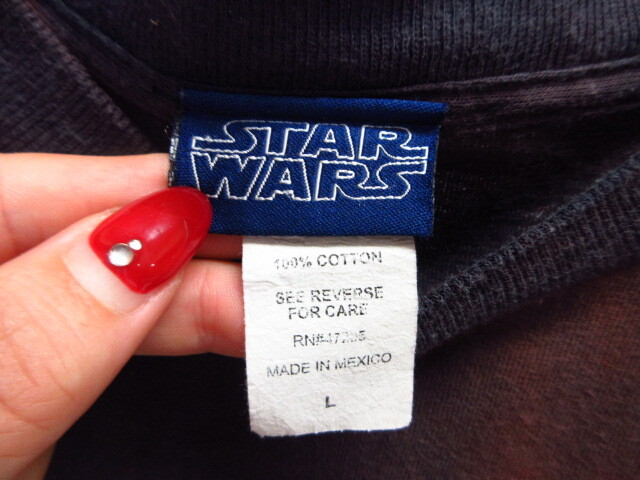 STAR
WARS
100% COTTON
SEE REVERSE
FOR CARE
MADE IN MEXICO
L